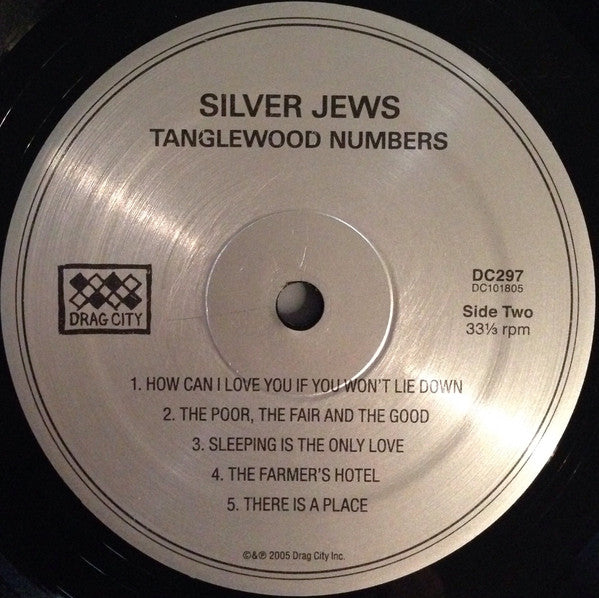 SILVER JEWS
TANGLEWOOD NUMBERS
DRAG CITY
DC297
DC101805
Side Two
33⅓ rpm
1. HOW CAN I LOVE YOU IF YOU WON'T LIE DOWN
2. THE POOR, THE FAIR AND THE GOOD
3. SLEEPING IS THE ONLY LOVE
4. THE FARMER'S HOTEL
5. THERE IS A PLACE
©&℗ 2005 Drag City Inc.